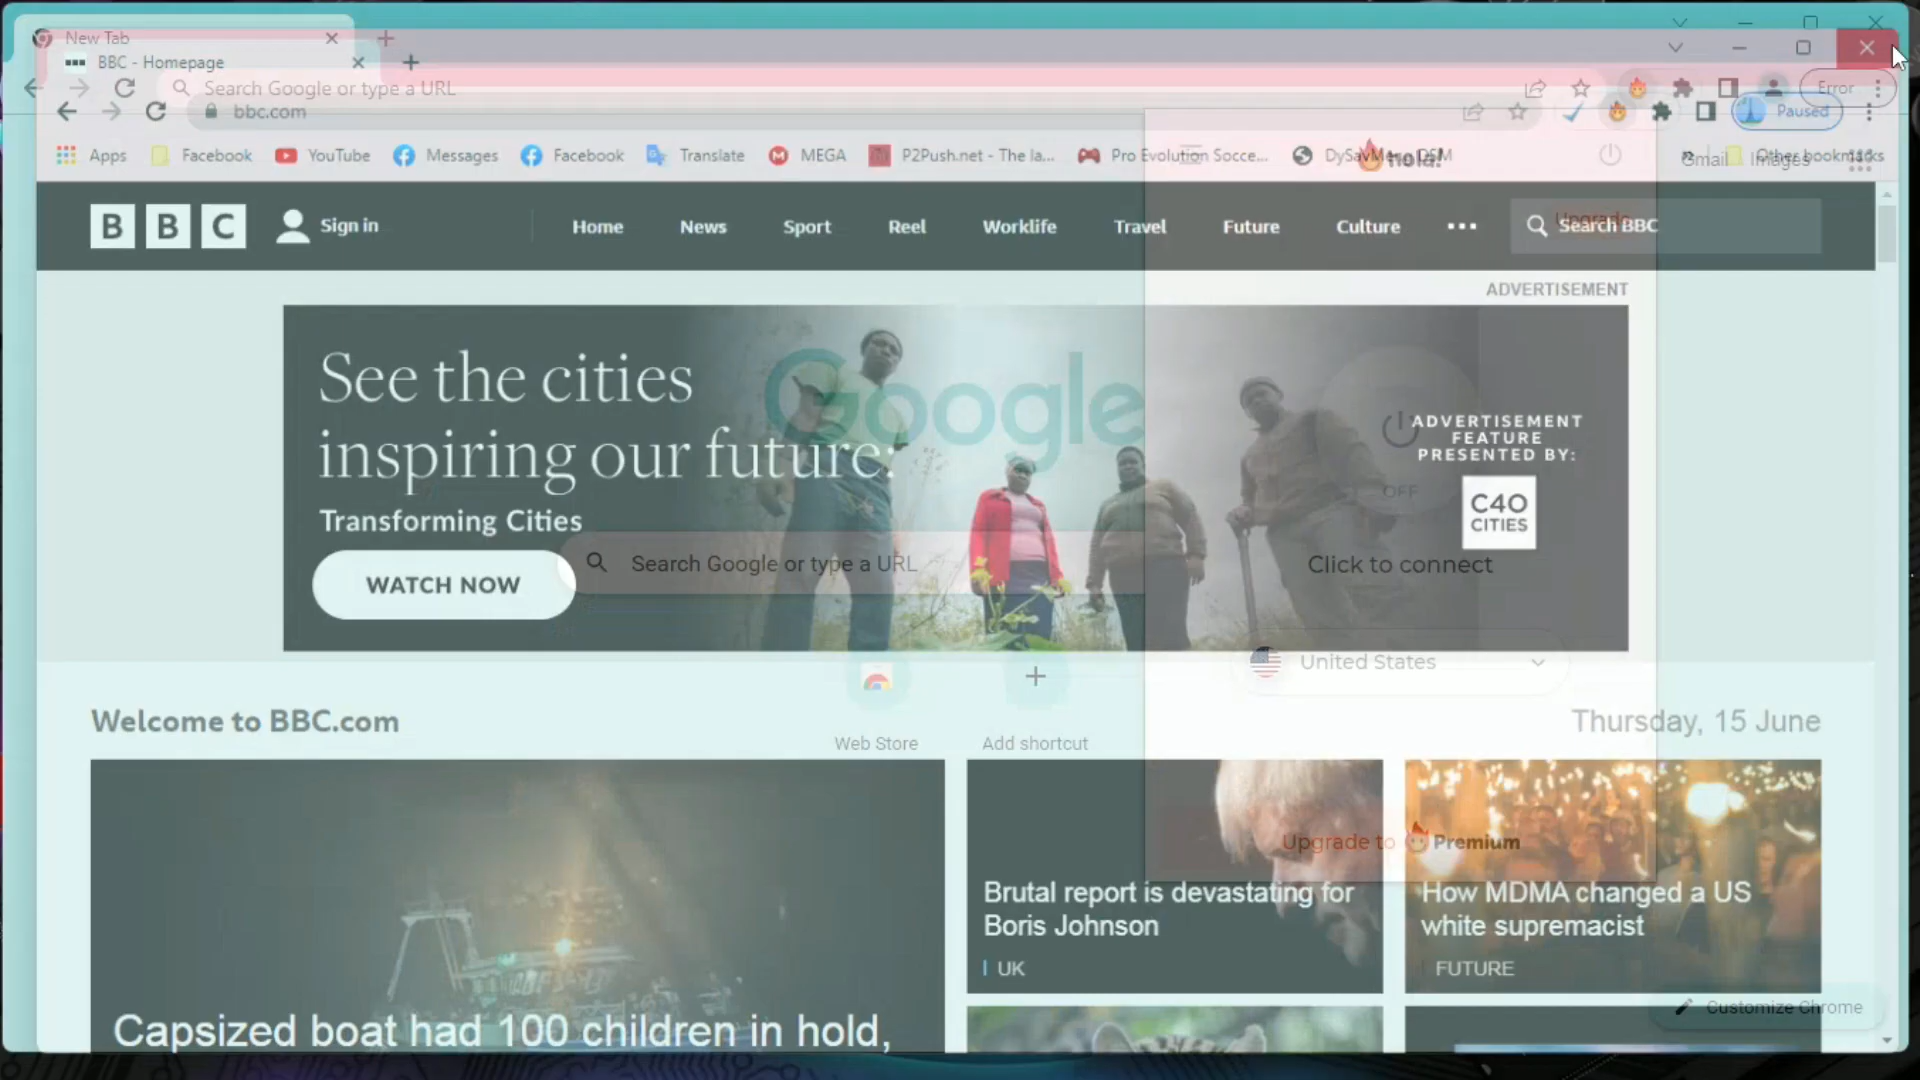 New Tab
BBC - Homepage
Search Google or type a URL
Error
bbc.com
Paused
Apps
Facebook
YouTube
Messages
Facebook
Translate
MEGA
P2Push.net - The la...
Pro Evolution Socce...
DySavMenu DSM
hola!
Gmail
Images
Other bookmarks
BBC
Sign in
Home
News
Sport
Reel
Worklife
Travel
Future
Culture
Upgrade
Search BBC
ADVERTISEMENT
See the cities
inspiring our future:
Transforming Cities
WATCH NOW
Google
Search Google or type a URL
ADVERTISEMENT
FEATURE
PRESENTED BY:
OFF
C40
CITIES
Click to connect
United States
Welcome to BBC.com
Thursday, 15 June
Web Store
Add shortcut
Upgrade to Premium
Brutal report is devastating for
Boris Johnson
UK
How MDMA changed a US
white supremacist
FUTURE
Customize Chrome
Capsized boat had 100 children in hold,